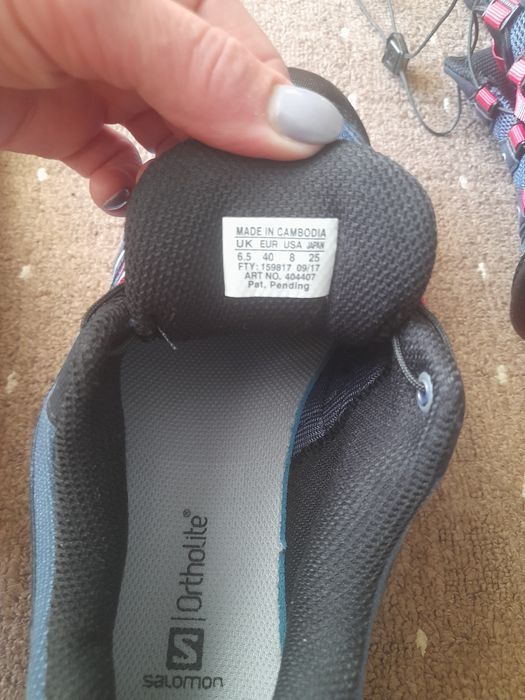 MADE IN CAMBODIA
UK EUR USA JAPAN
6.5 40 8 25
FTY: 159817 09/17
ART NO. 404407
Pat. Pending
OrthoLite®
S
SALOMON